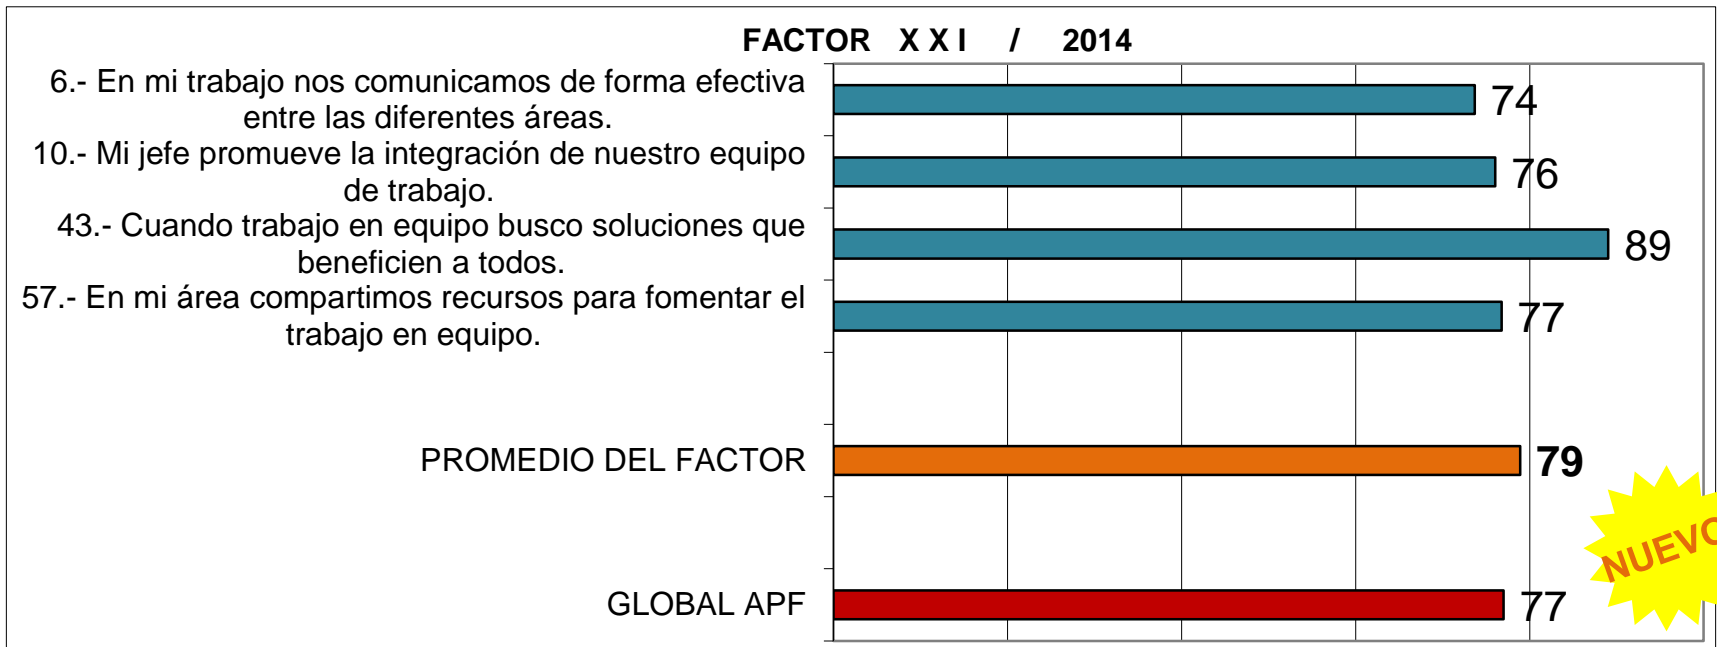 FACTOR X X I / 2014
6.- En mi trabajo nos comunicamos de forma efectiva
entre las diferentes áreas.
74
10.- Mi jefe promueve la integración de nuestro equipo
de trabajo.
76
43.- Cuando trabajo en equipo busco soluciones que
beneficien a todos.
89
57.- En mi área compartimos recursos para fomentar el
trabajo en equipo.
77
PROMEDIO DEL FACTOR
79
NUEVO
GLOBAL APF
77